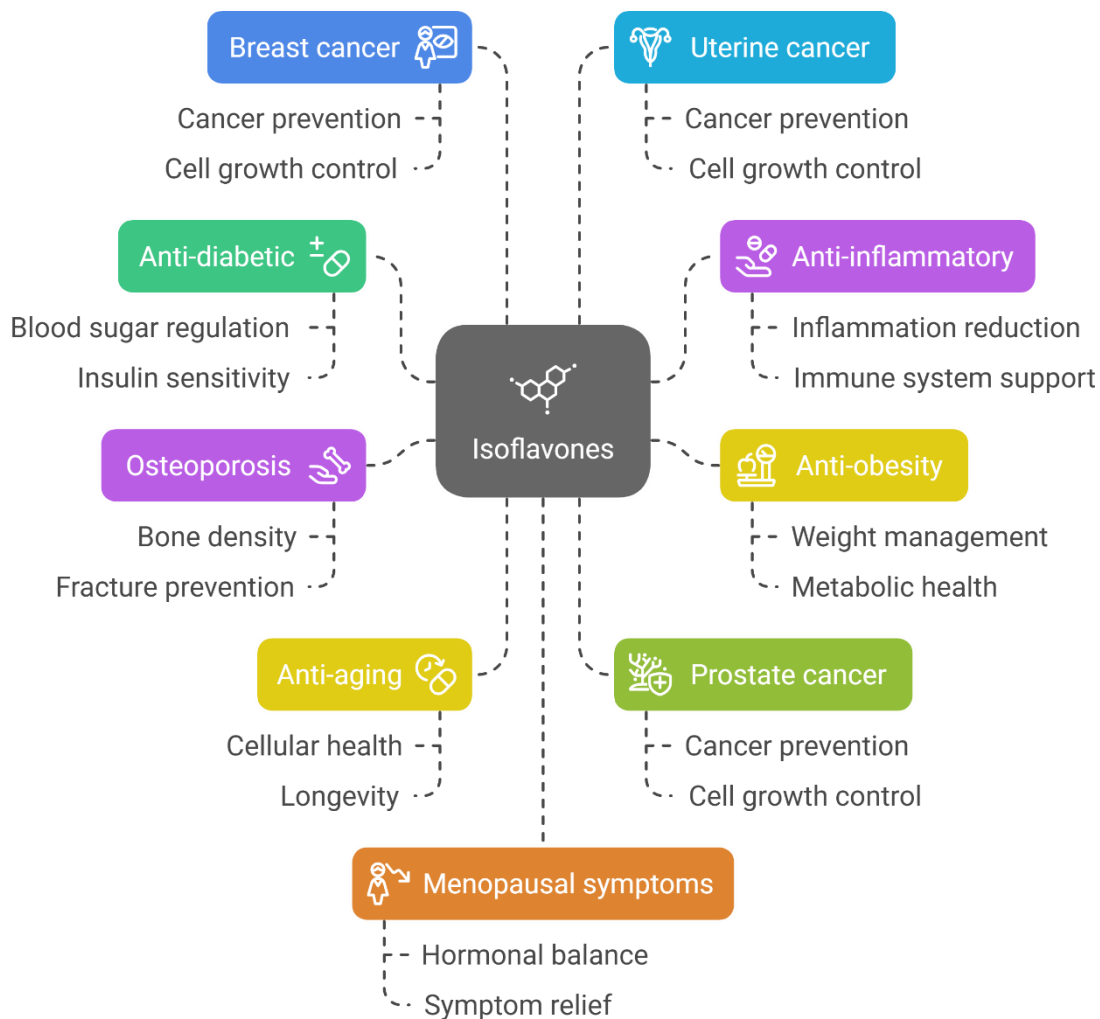 Breast cancer
Cancer prevention
Cell growth control
Uterine cancer
Cancer prevention
Cell growth control
Anti-diabetic
Blood sugar regulation
Insulin sensitivity
Anti-inflammatory
Inflammation reduction
Immune system support
Isoflavones
Osteoporosis
Bone density
Fracture prevention
Anti-obesity
Weight management
Metabolic health
Anti-aging
Cellular health
Longevity
Prostate cancer
Cancer prevention
Cell growth control
Menopausal symptoms
Hormonal balance
Symptom relief